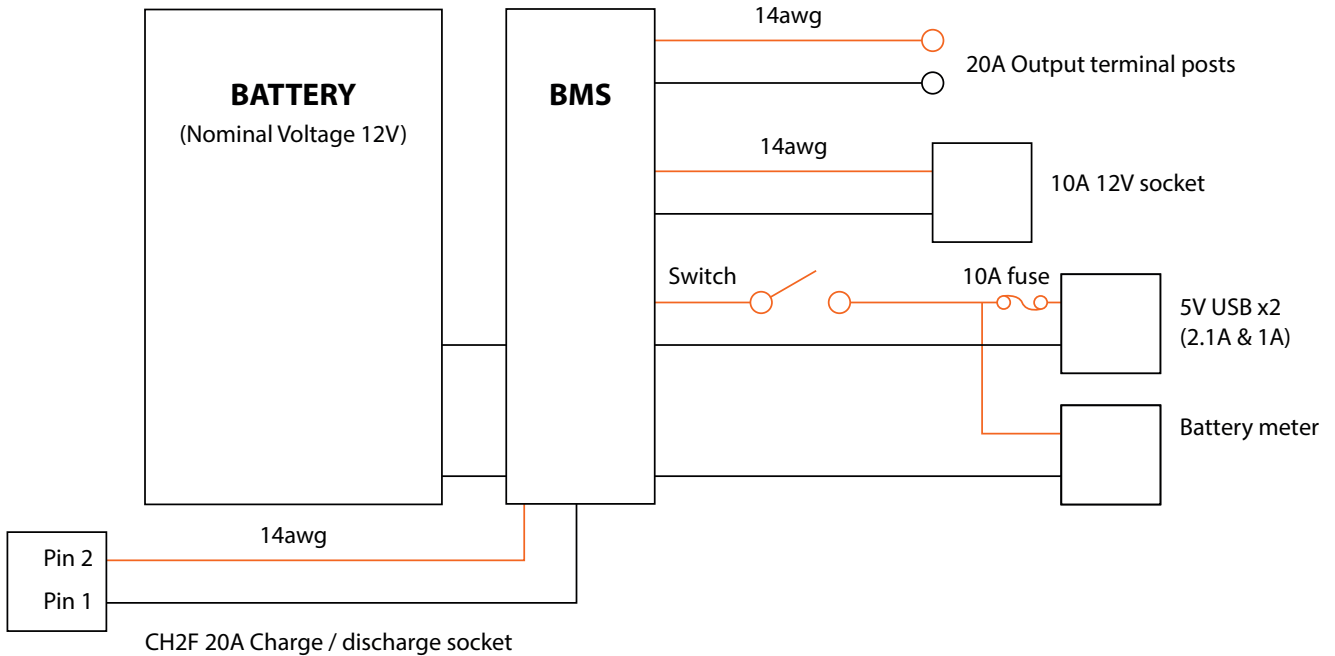 14awg
20A Output terminal posts
BATTERY
(Nominal Voltage 12V)
BMS
14awg
10A 12V socket
Switch
10A fuse
5V USB x2
(2.1A & 1A)
Battery meter
14awg
Pin 2
Pin 1
CH2F 20A Charge / discharge socket